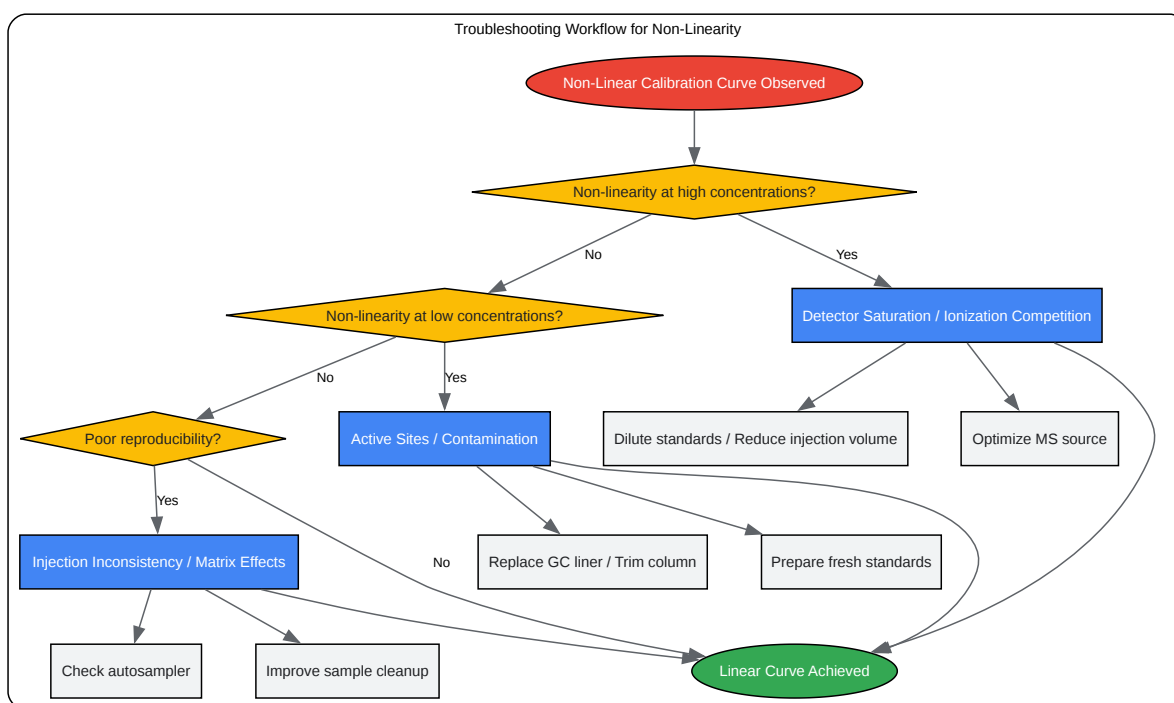 Troubleshooting Workflow for Non-Linearity
Non-Linear Calibration Curve Observed
Non-linearity at high concentrations?
No
Yes
Non-linearity at low concentrations?
Detector Saturation / Ionization Competition
No
Yes
Poor reproducibility?
Active Sites / Contamination
Dilute standards / Reduce injection volume
Optimize MS source
Yes
Injection Inconsistency / Matrix Effects
No
Replace GC liner / Trim column
Prepare fresh standards
Check autosampler
Improve sample cleanup
Linear Curve Achieved